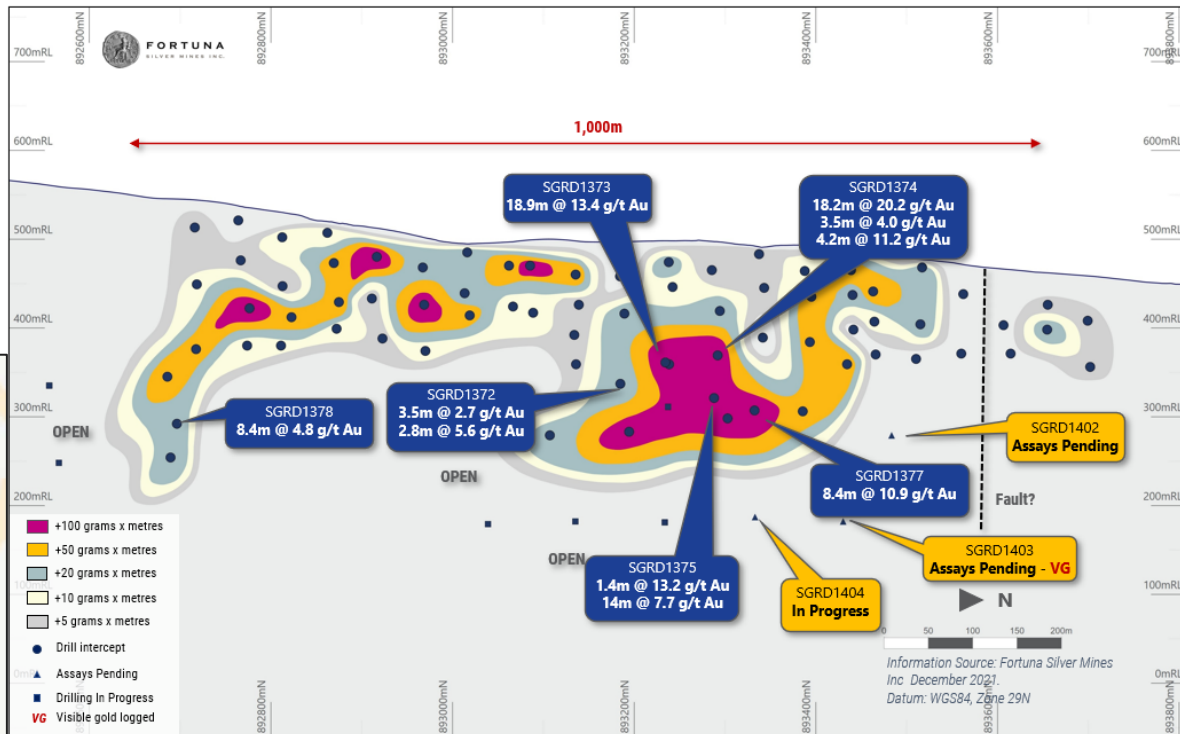 892600mN
892800mN
893000mN
893200mN
893400mN
893600mN
893800mN
FORTUNA
SILVER MINES INC.
700mRL
700mRL
600mRL
600mRL
1,000m
SGRD1373
18.9m @ 13.4 g/t Au
SGRD1374
18.2m @ 20.2 g/t Au
3.5m @ 4.0 g/t Au
4.2m @ 11.2 g/t Au
500mRL
500mRL
400mRL
400mRL
SGRD1378
8.4m @ 4.8 g/t Au
SGRD1372
3.5m @ 2.7 g/t Au
2.8m @ 5.6 g/t Au
300mRL
300mRL
OPEN
SGRD1402
Assays Pending
OPEN
SGRD1377
8.4m @ 10.9 g/t Au
Fault?
200mRL
200mRL
OPEN
SGRD1375
1.4m @ 13.2 g/t Au
14m @ 7.7 g/t Au
SGRD1404
In Progress
SGRD1403
Assays Pending - VG
N
100mRL
100mRL
0 50 100 150 200m
Information Source: Fortuna Silver Mines
Inc December 2021.
Datum: WGS84, Zone 29N
0mRL
0mRL
+100 grams x metres
+50 grams x metres
+20 grams x metres
+10 grams x metres
+5 grams x metres
Drill intercept
Assays Pending
Drilling In Progress
VG Visible gold logged
892800mN
893000mN
893200mN
893400mN
893600mN
893800mN